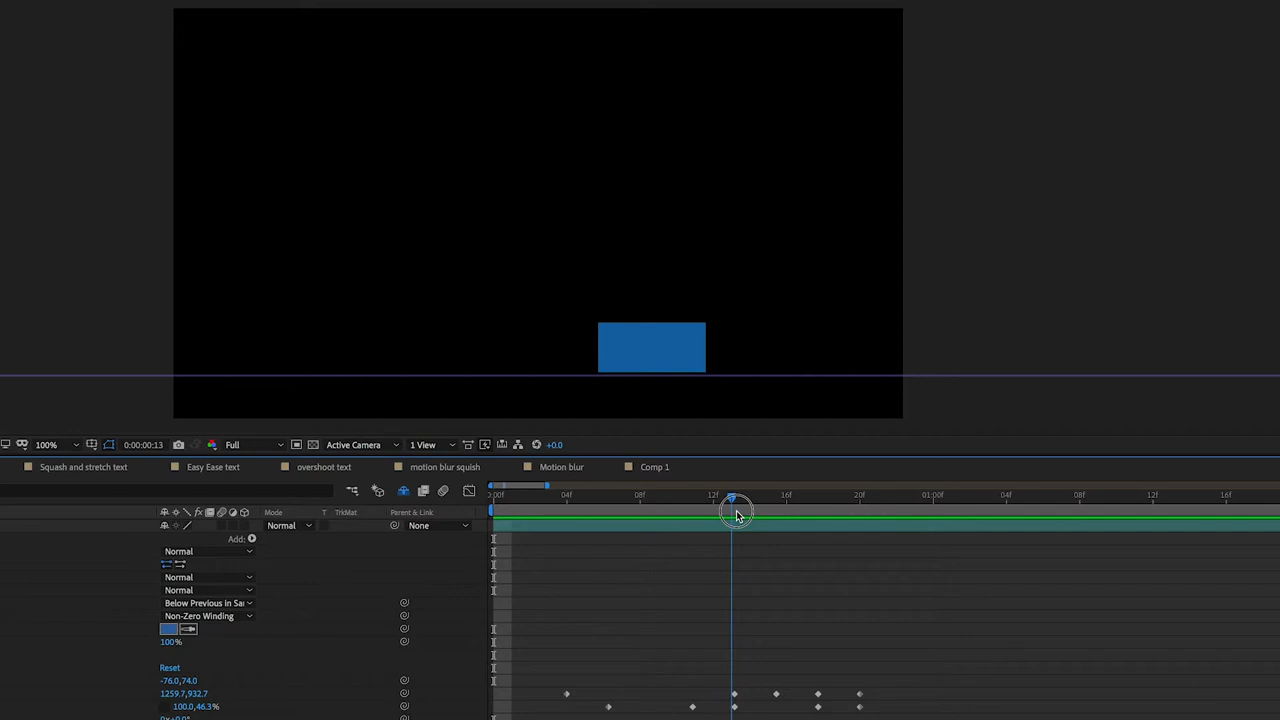 100% 0:00:00:13 Full Active Camera 1 View +0.0
Squash and stretch text Easy Ease text overshoot text motion blur squish Motion blur Comp 1
:00f 04f 08f 12f 16f 20f 01:00f 04f 08f 12f 16f
Mode T TrkMat Parent & Link
Normal None
Add:
Normal
Normal
Normal
Below Previous in Sa
Non-Zero Winding
100%
Reset
-76.0,74.0
1259.7,932.7
100.0,46.3%